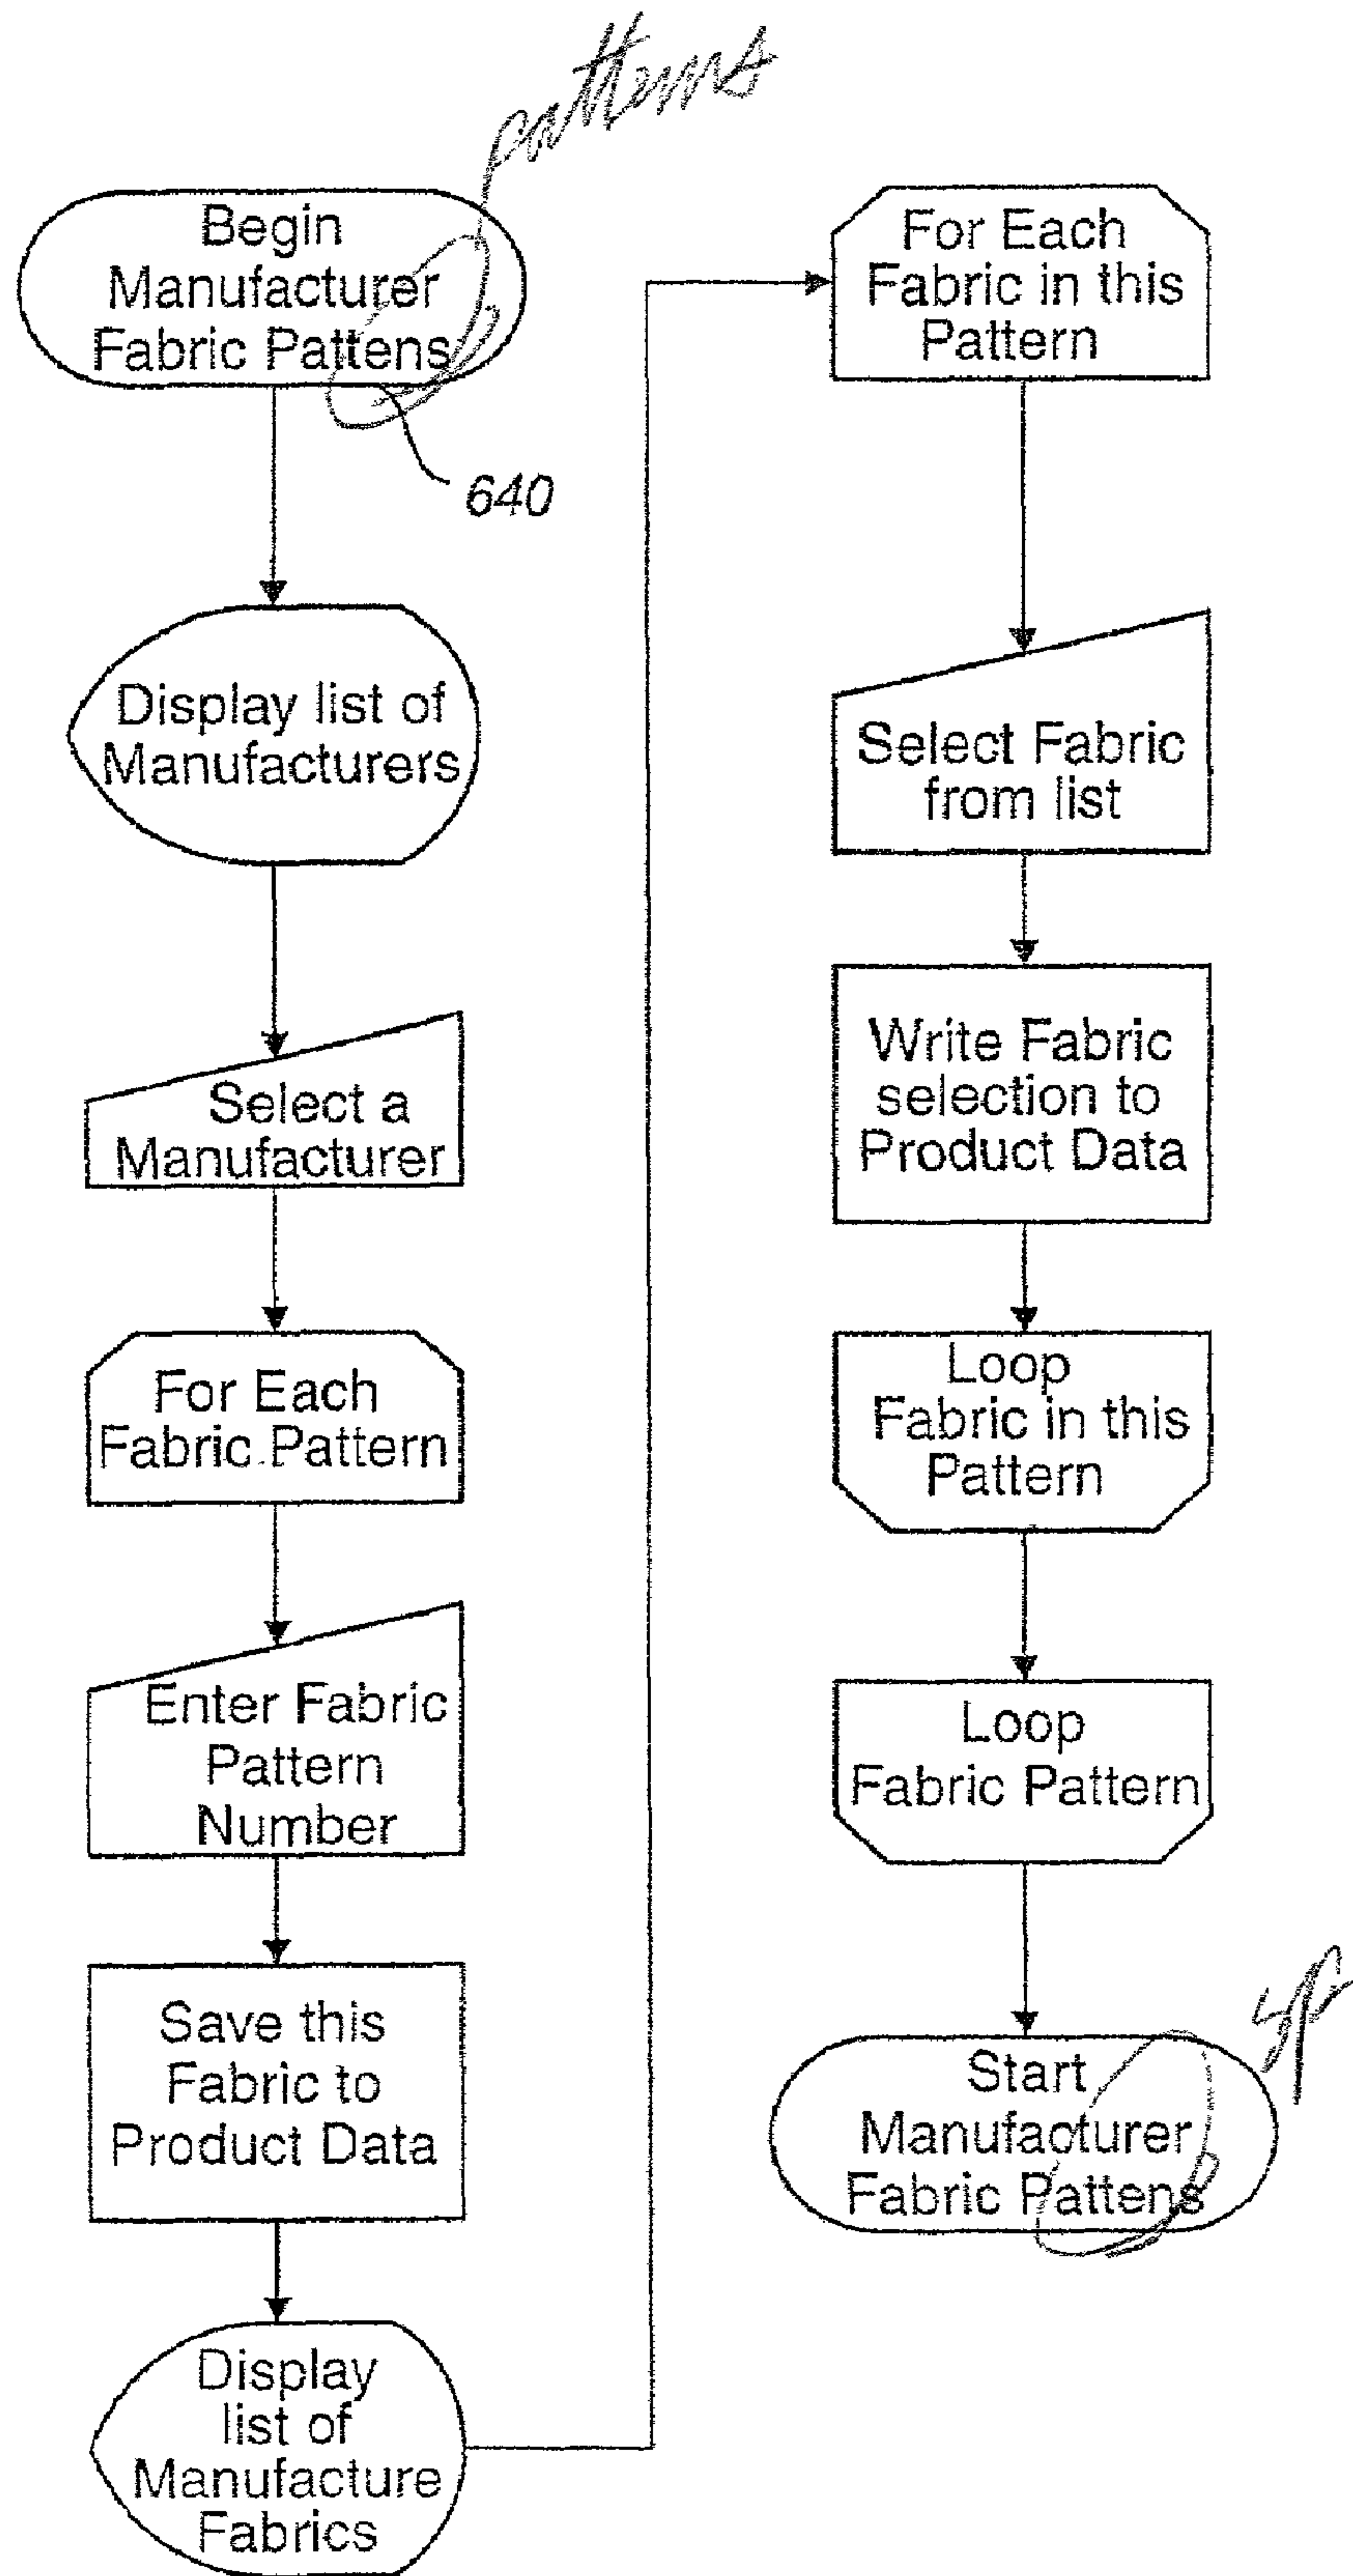 patterns
Begin
Manufacturer
Fabric Pattens
640
Display list of
Manufacturers
Select a
Manufacturer
For Each
Fabric Pattern
Enter Fabric
Pattern
Number
Save this
Fabric to
Product Data
Display
list of
Manufacture
Fabrics
For Each
Fabric in this
Pattern
Select Fabric
from list
Write Fabric
selection to
Product Data
Loop
Fabric in this
Pattern
Loop
Fabric Pattern
Start
Manufacturer
Fabric Pattens